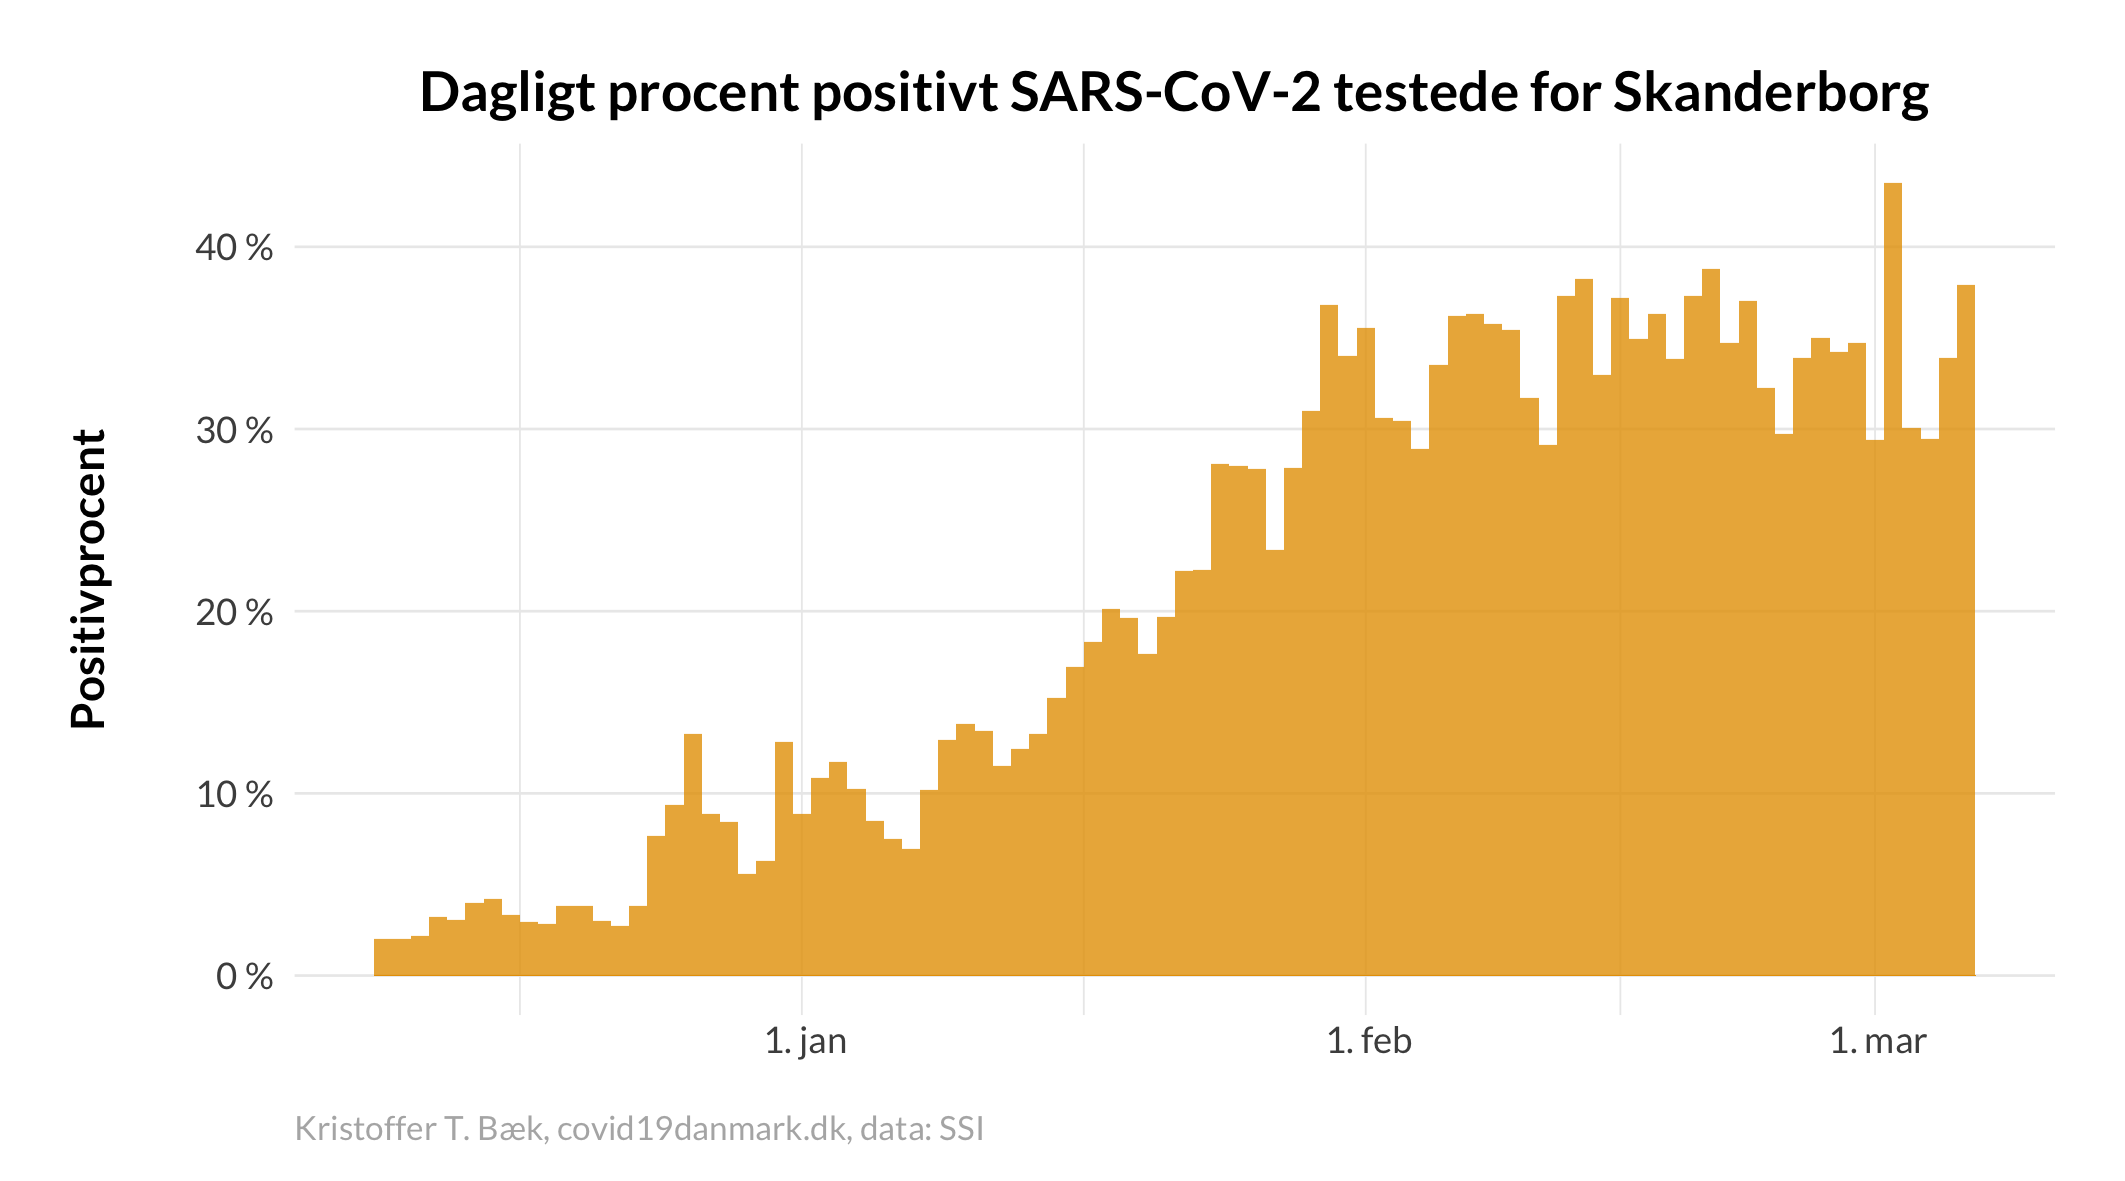 Dagligt procent positivt SARS-CoV-2 testede for Skanderborg
Positivprocent
40 %
30 %
20 %
10 %
0 %
1. jan
1. feb
1. mar
Kristoffer T. Bæk, covid19danmark.dk, data: SSI